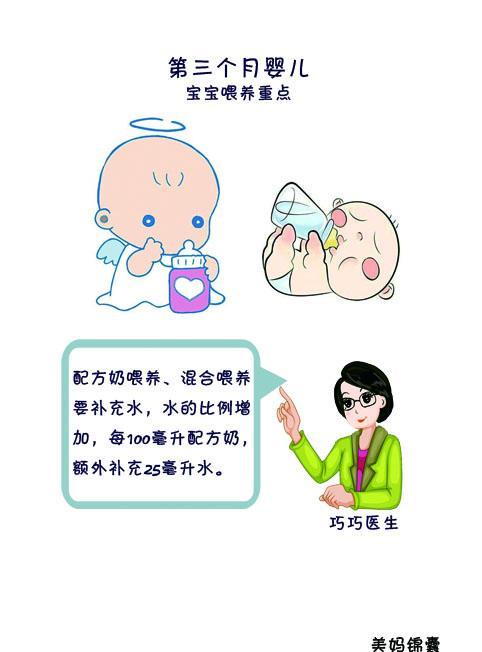 第三个月婴儿
宝宝喂养重点
配方奶喂养、混合喂养
要补充水，水的比例增
加，每100毫升配方奶，
额外补充25毫升水。
巧巧医生
美妈锦囊